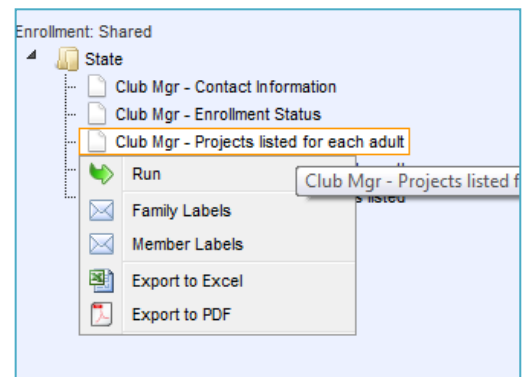 Enrollment: Shared
State
Club Mgr - Contact Information
Club Mgr - Enrollment Status
Club Mgr - Projects listed for each adult
Run
Club Mgr - Projects listed f
s listed
Family Labels
Member Labels
Export to Excel
Export to PDF